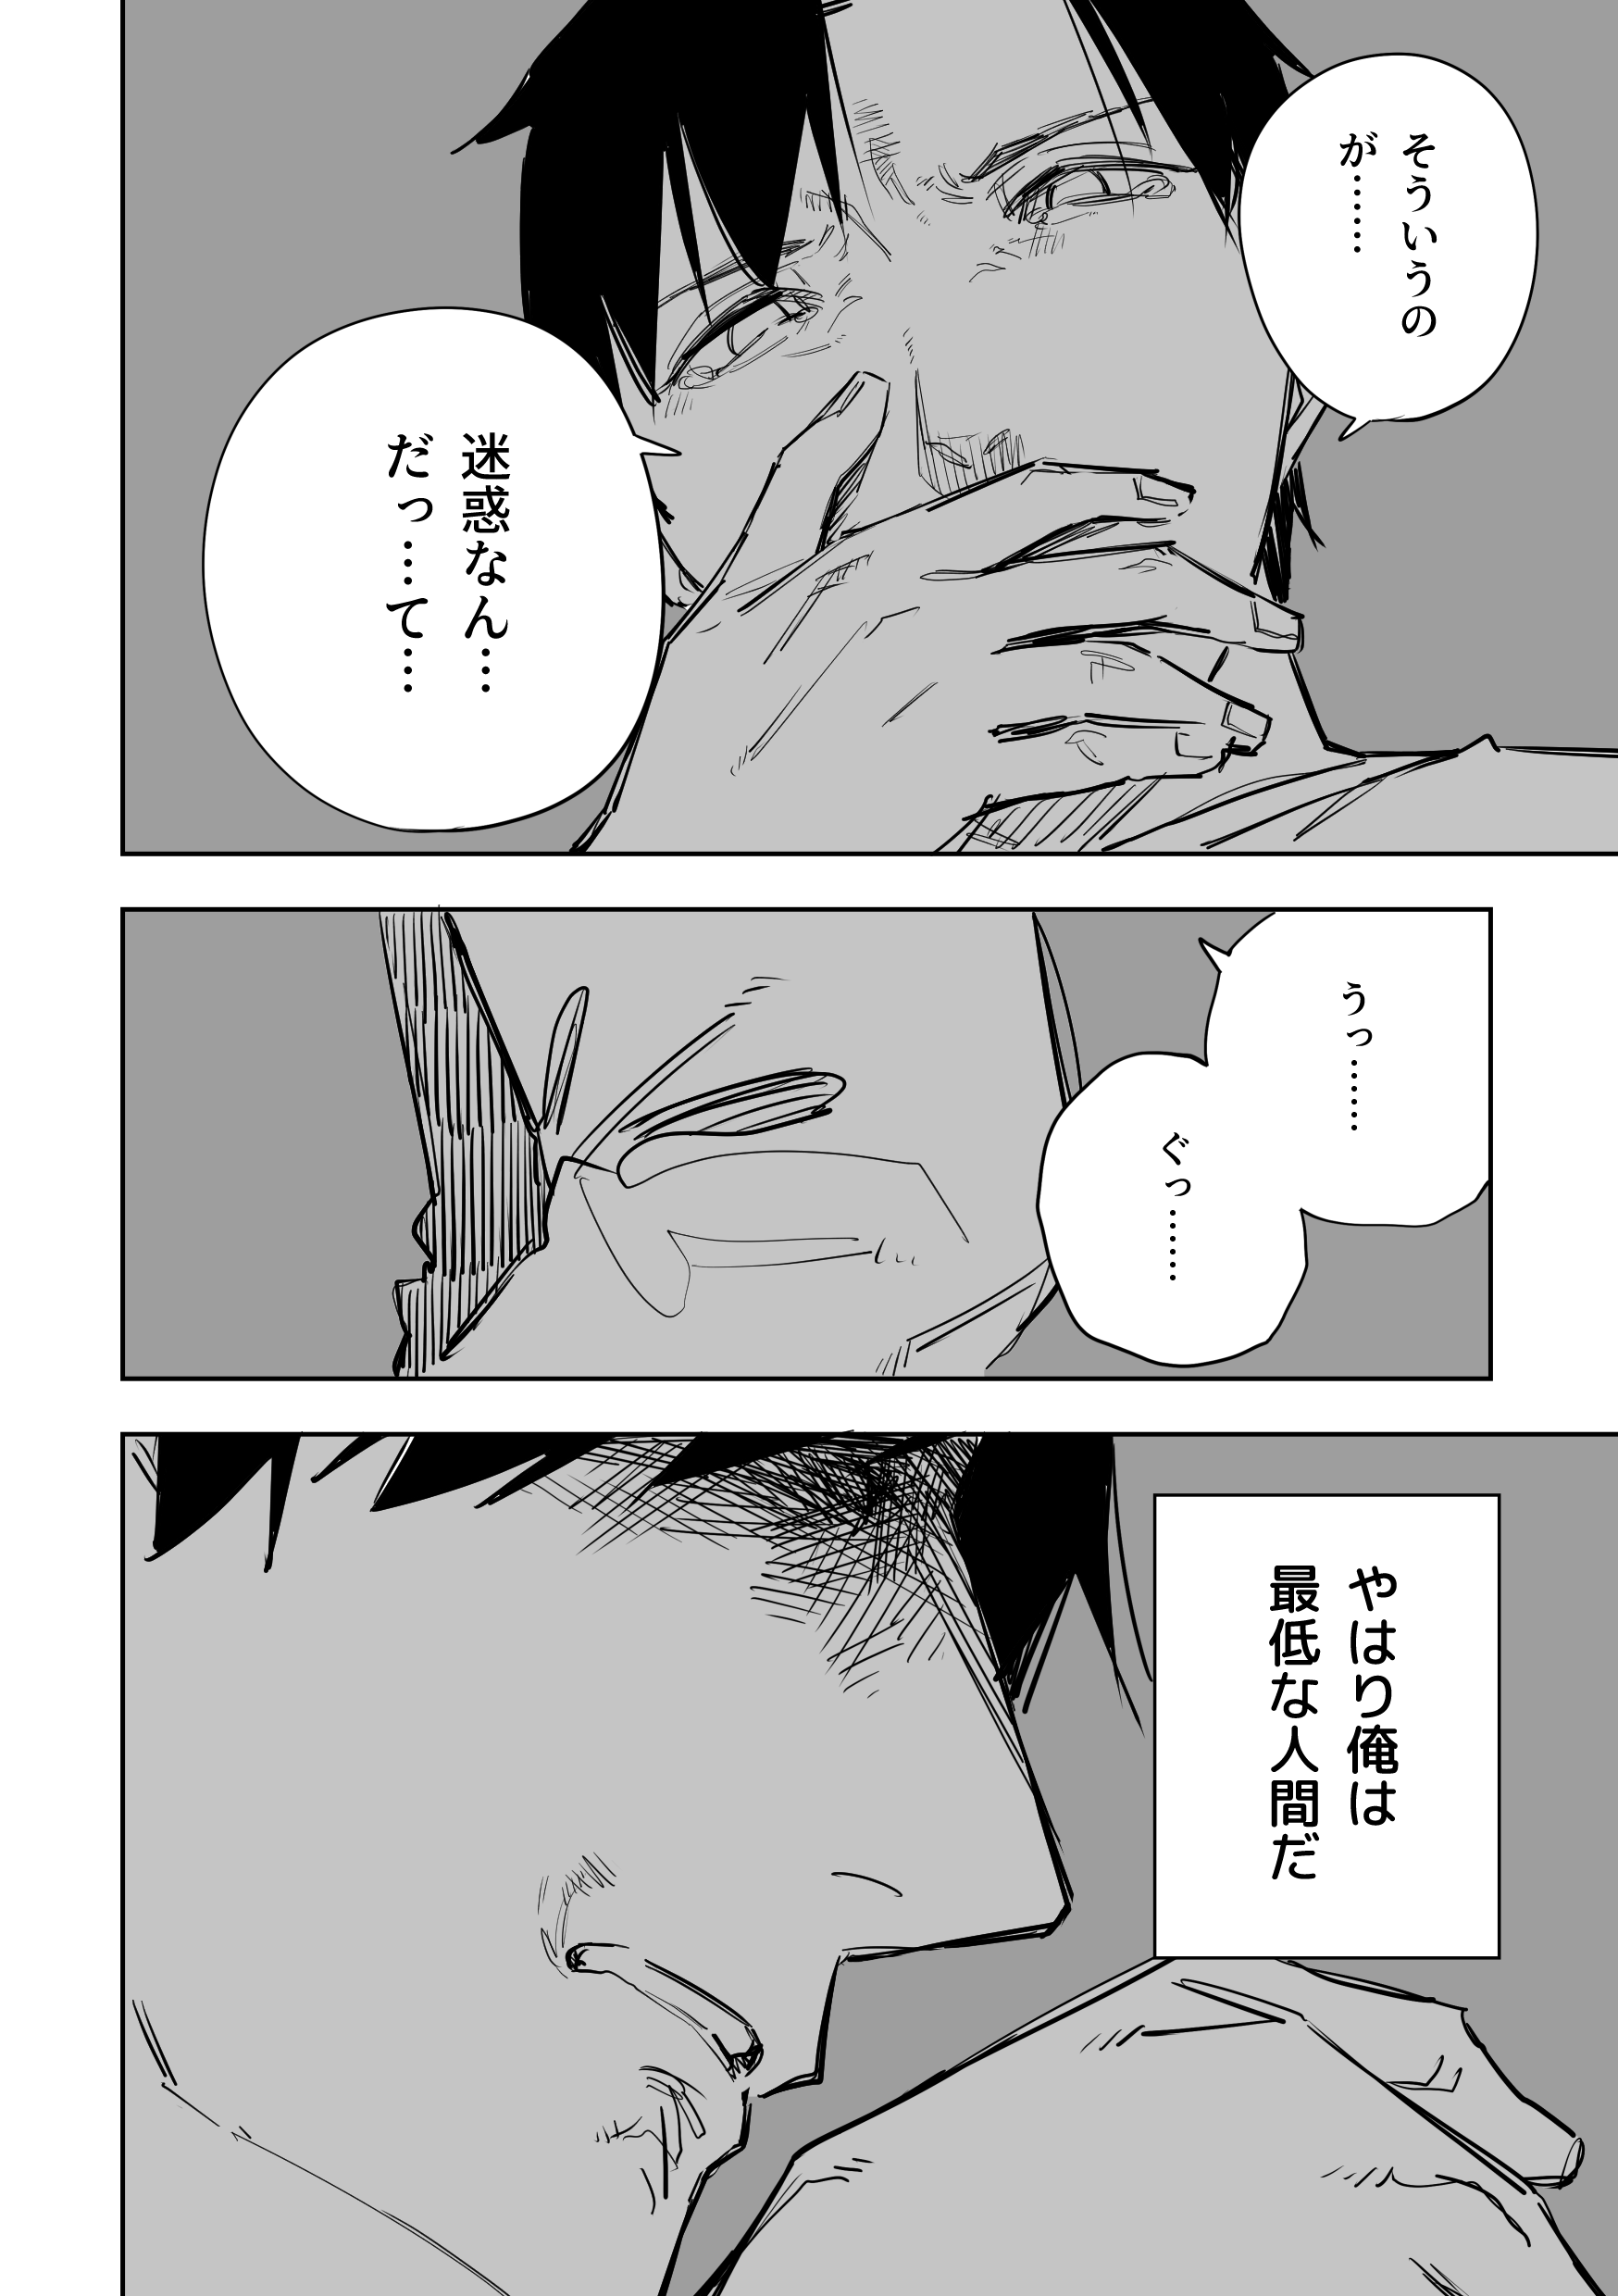 そういうの
が……
迷惑なん…
だっ…て…
うっ……
ぐっ……
やはり俺は
最低な人間だ